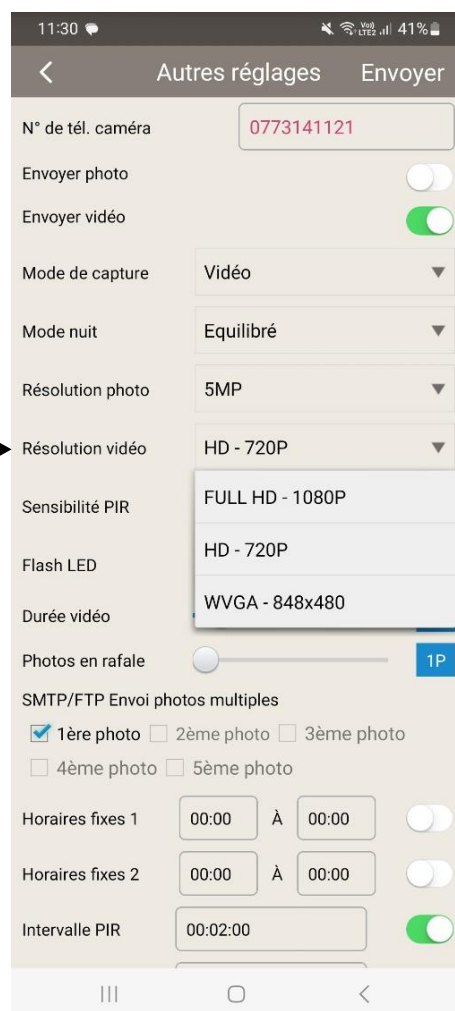 11:30 Vo)) LTE2 41%
Autres réglages Envoyer
N° de tél. caméra 0773141121
Envoyer photo
Envoyer vidéo
Mode de capture Vidéo
Mode nuit Equilibré
Résolution photo 5MP
Résolution vidéo HD - 720P
Sensibilité PIR FULL HD - 1080P
HD - 720P
Flash LED
WVGA - 848x480
Durée vidéo
Photos en rafale 1P
SMTP/FTP Envoi photos multiples
1ère photo 2ème photo 3ème photo
4ème photo 5ème photo
Horaires fixes 1 00:00 À 00:00
Horaires fixes 2 00:00 À 00:00
Intervalle PIR 00:02:00